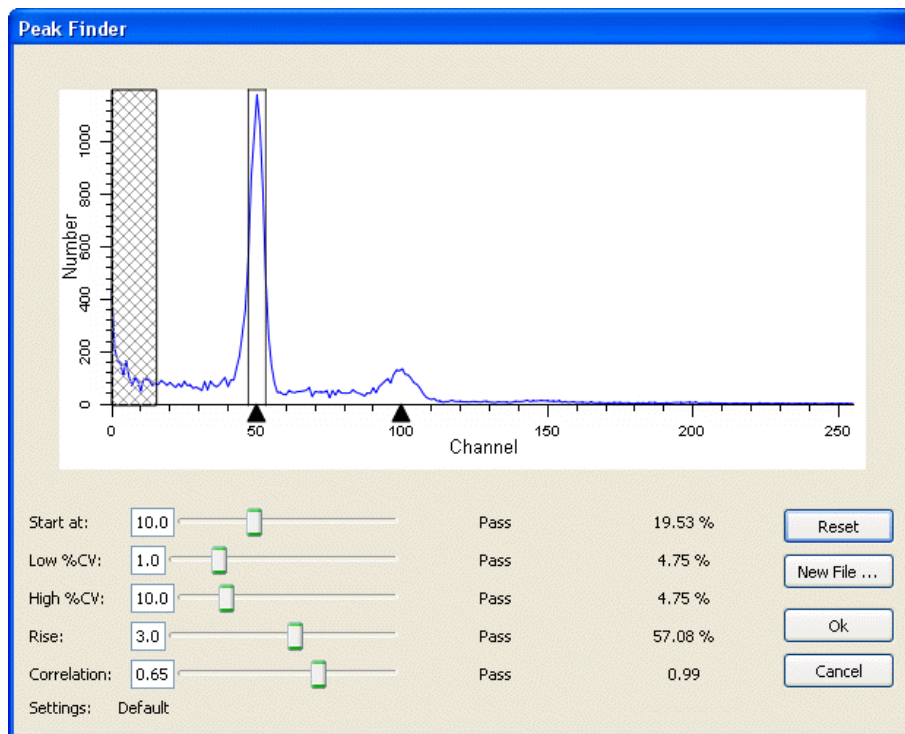 Peak Finder
1000
800
600
400
200
0
Number
0 50 100 150 200 250
Channel
Start at: 10.0 Pass 19.53 % Reset
Low %CV: 1.0 Pass 4.75 % New File ...
High %CV: 10.0 Pass 4.75 %
Rise: 3.0 Pass 57.08 % Ok
Correlation: 0.65 Pass 0.99 Cancel
Settings: Default